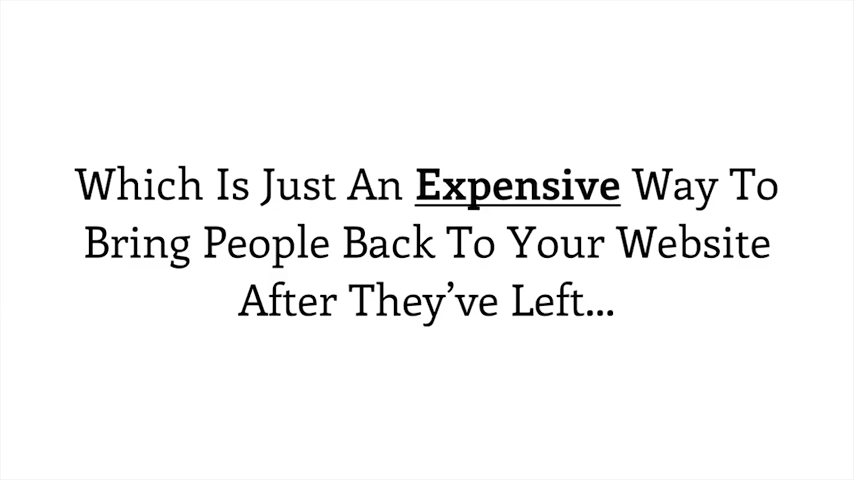 Which Is Just An Expensive Way To
Bring People Back To Your Website
After They’ve Left...